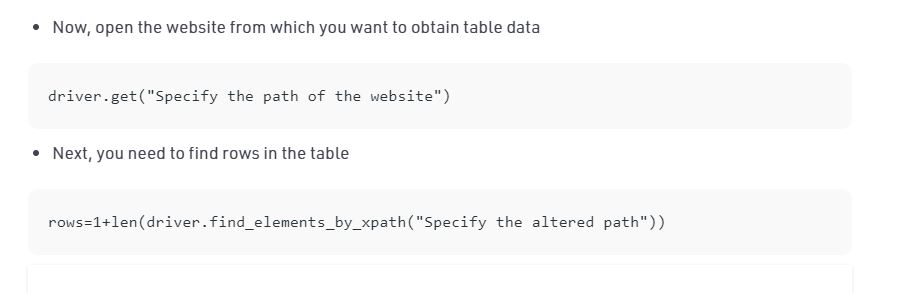 Now, open the website from which you want to obtain table data
driver.get("Specify the path of the website")
Next, you need to find rows in the table
rows=1+len(driver.find_elements_by_xpath("Specify the altered path"))